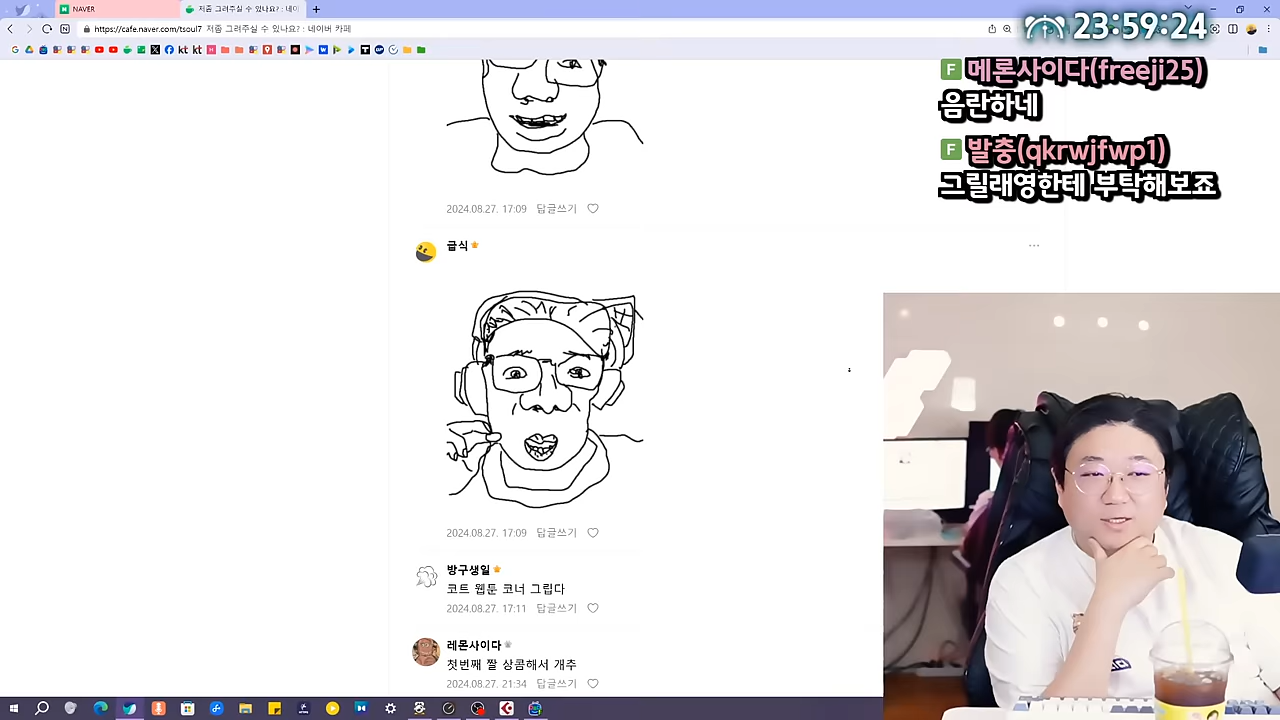 NAVER
저좀 그려주실 수 있나요? : 네이
https://cafe.naver.com/tsoul7 저좀 그려주실 수 있나요? : 네이버 카페
23:59:24
F 메론사이다(freeji25)
음란하네
F 발충(qkrwjfwp1)
그릴래영한테 부탁해보죠
2024.08.27. 17:09 답글쓰기
급식
2024.08.27. 17:09 답글쓰기
방구생일
코트 웹툰 코너 그립다
2024.08.27. 17:11 답글쓰기
레몬사이다
첫번째 짤 상콤해서 개추
2024.08.27. 21:34 답글쓰기